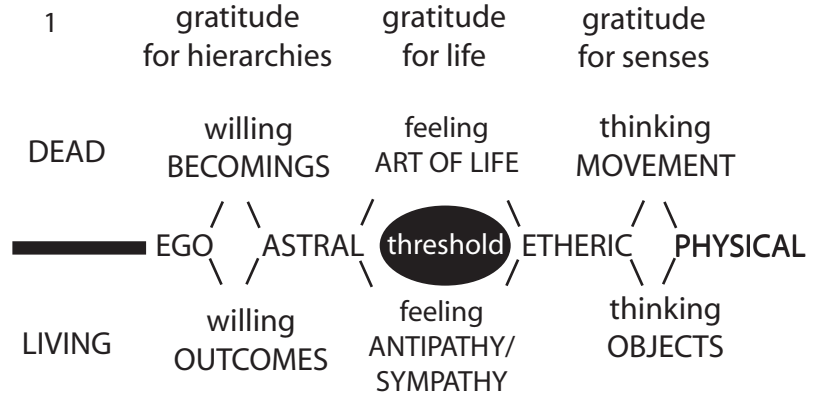 1
gratitude
for hierarchies
gratitude
for life
gratitude
for senses
DEAD
willing
BECOMINGS
feeling
ART OF LIFE
thinking
MOVEMENT
EGO ASTRAL threshold ETHERIC PHYSICAL
LIVING
willing
OUTCOMES
feeling
ANTIPATHY/
SYMPATHY
thinking
OBJECTS